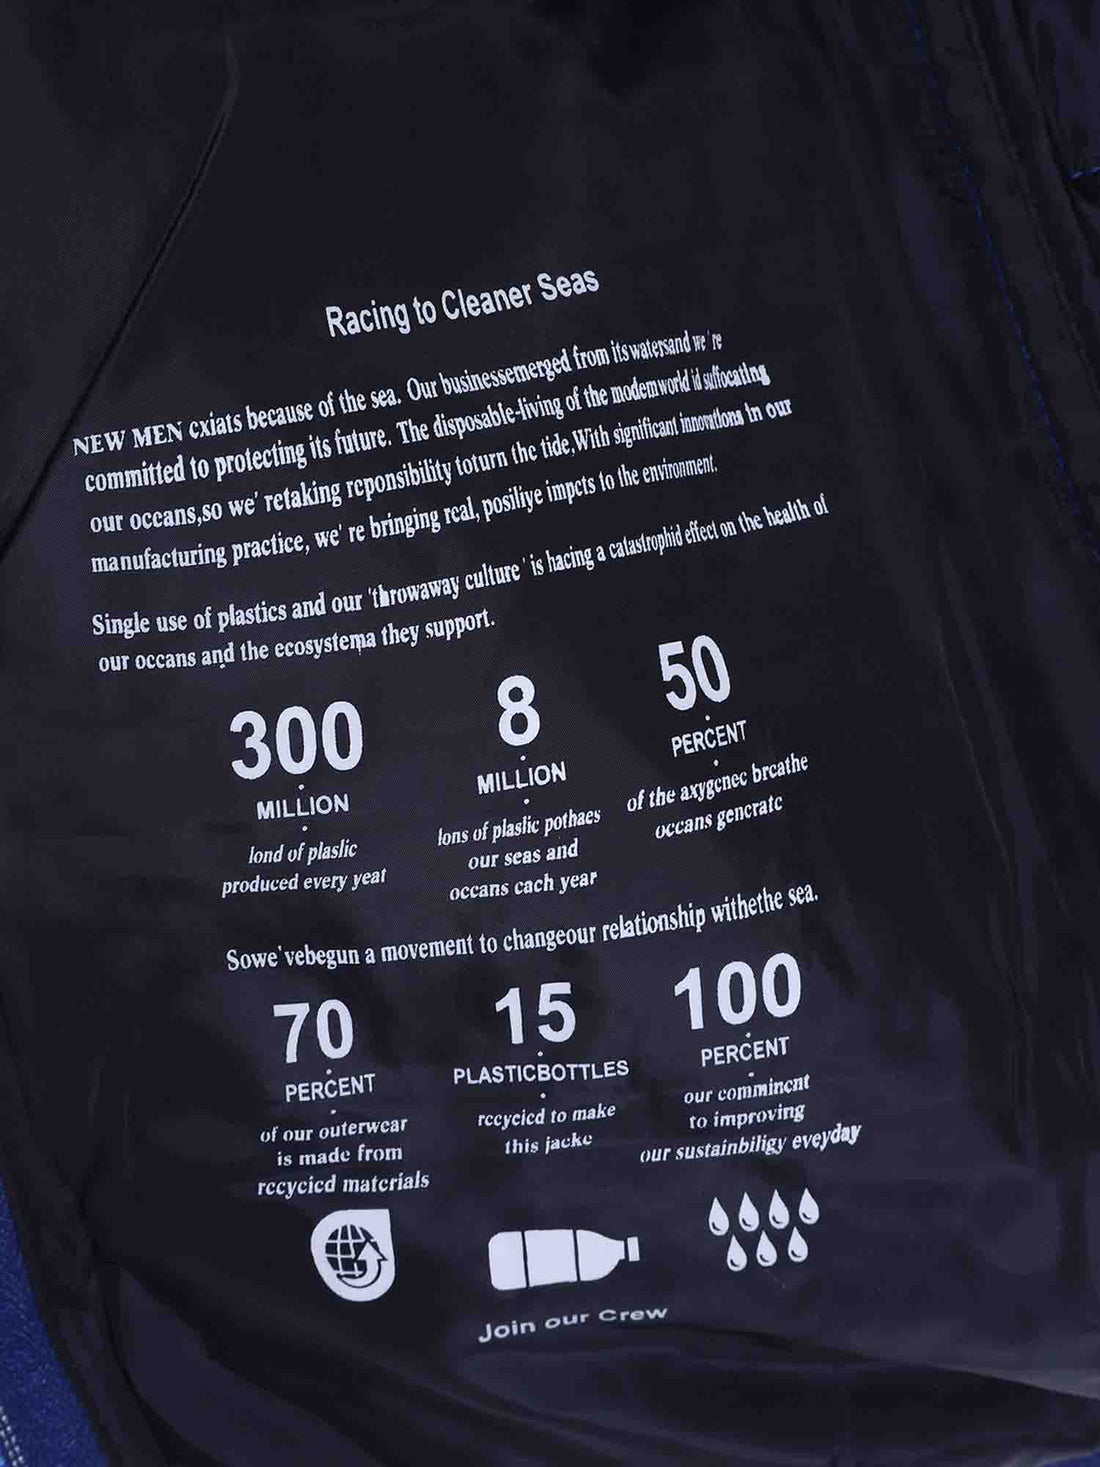 Racing to Cleaner Seas
NEW MEN cxiats because of the sea. Our businessemerged from itswatersand we're
committed to protecting its future. The disposable-living of the modemworld id suffocating
our occans,so we' retaking rcponsibility toturn the tide,With significant innovations in our
manufacturing practice, we' re bringing rcal, posiliye impcts to the environment.
Single use of plastics and our 'throwaway culture' is hacing a catastrophid effect on the health of
our occans and the ecosystema they support.
300
MILLION
lond of plaslic
produced every yeat
8
MILLION
lons of plaslic pothaes
our seas and
occans cach year
50
PERCENT
of the axygcnec brcathe
occans gencratc
Sowe'vebegun a movement to changeour relationship withethe sea.
70
PERCENT
of our outerwear
is made from
rccycicd matcrials
15
PLASTICBOTTLES
rccycicd to make
this jackc
100
PERCENT
our commincnt
to improving
our sustainbiligy eveyday
Join our Crew